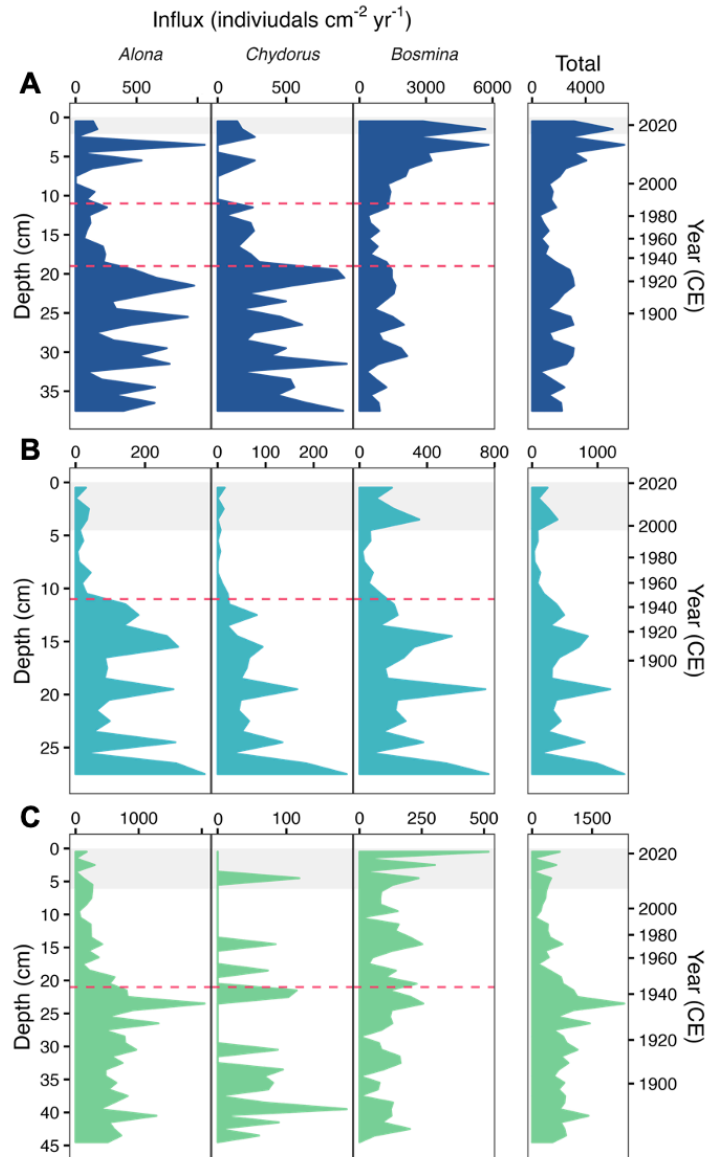 Influx (indiviudals cm⁻² yr⁻¹)
Alona Chydorus Bosmina Total
A
0 500 0 500 0 3000 6000 0 4000
0 5 10 15 20 25 30 35
Depth (cm)
2020 2000 1980 1960 1940 1920 1900
Year (CE)
B
0 200 0 100 200 0 400 800 0 1000
0 5 10 15 20 25
Depth (cm)
2020 2000 1980 1960 1940 1920 1900
Year (CE)
C
0 1000 0 100 0 250 500 0 1500
0 5 10 15 20 25 30 35 40 45
Depth (cm)
2020 2000 1980 1960 1940 1920 1900
Year (CE)